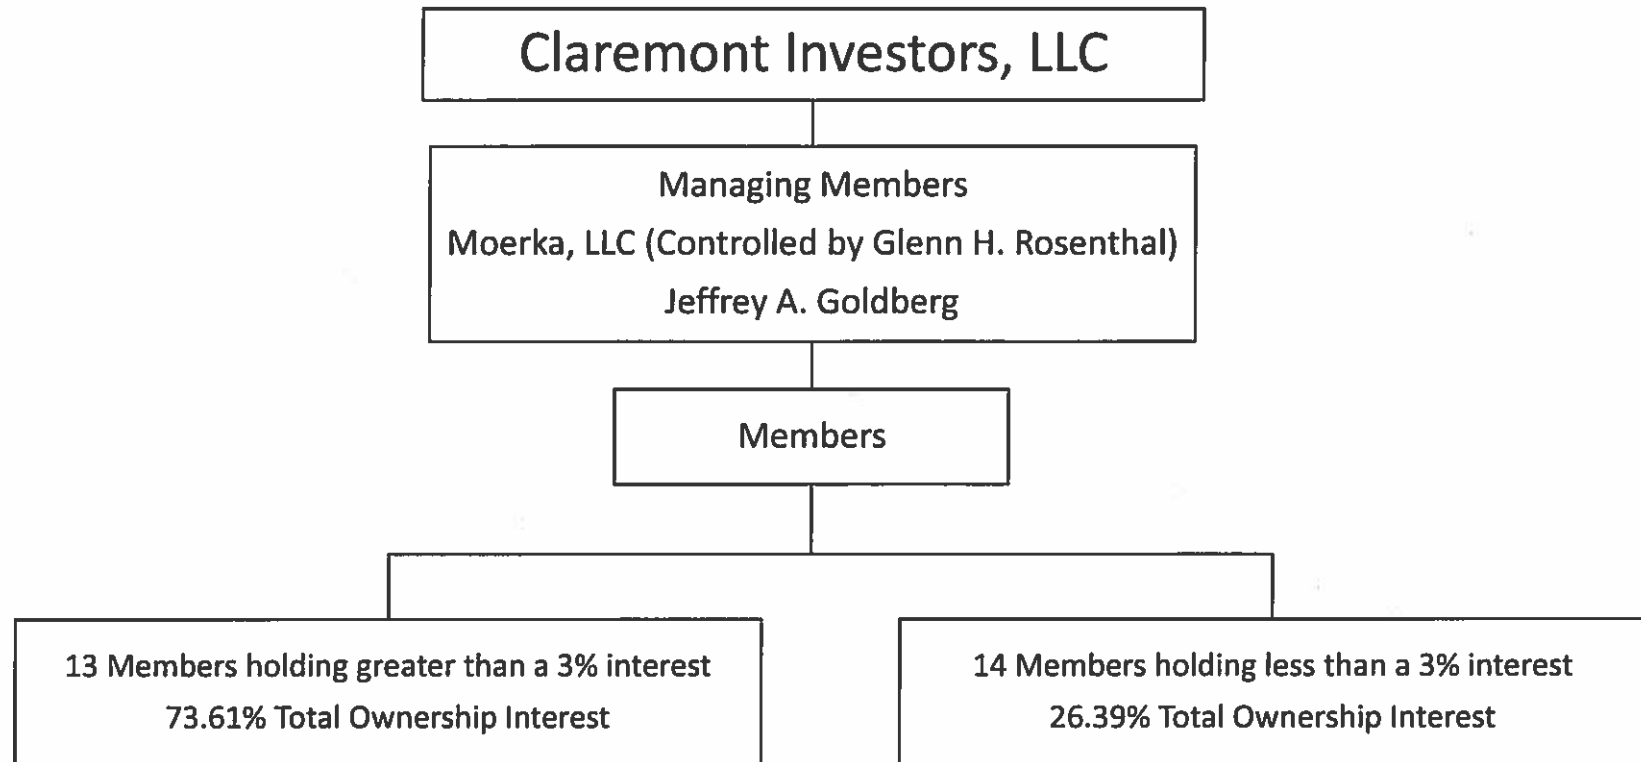 Claremont Investors, LLC
Managing Members
Moerka, LLC (Controlled by Glenn H. Rosenthal)
Jeffrey A. Goldberg
Members
13 Members holding greater than a 3% interest
73.61% Total Ownership Interest
14 Members holding less than a 3% interest
26.39% Total Ownership Interest